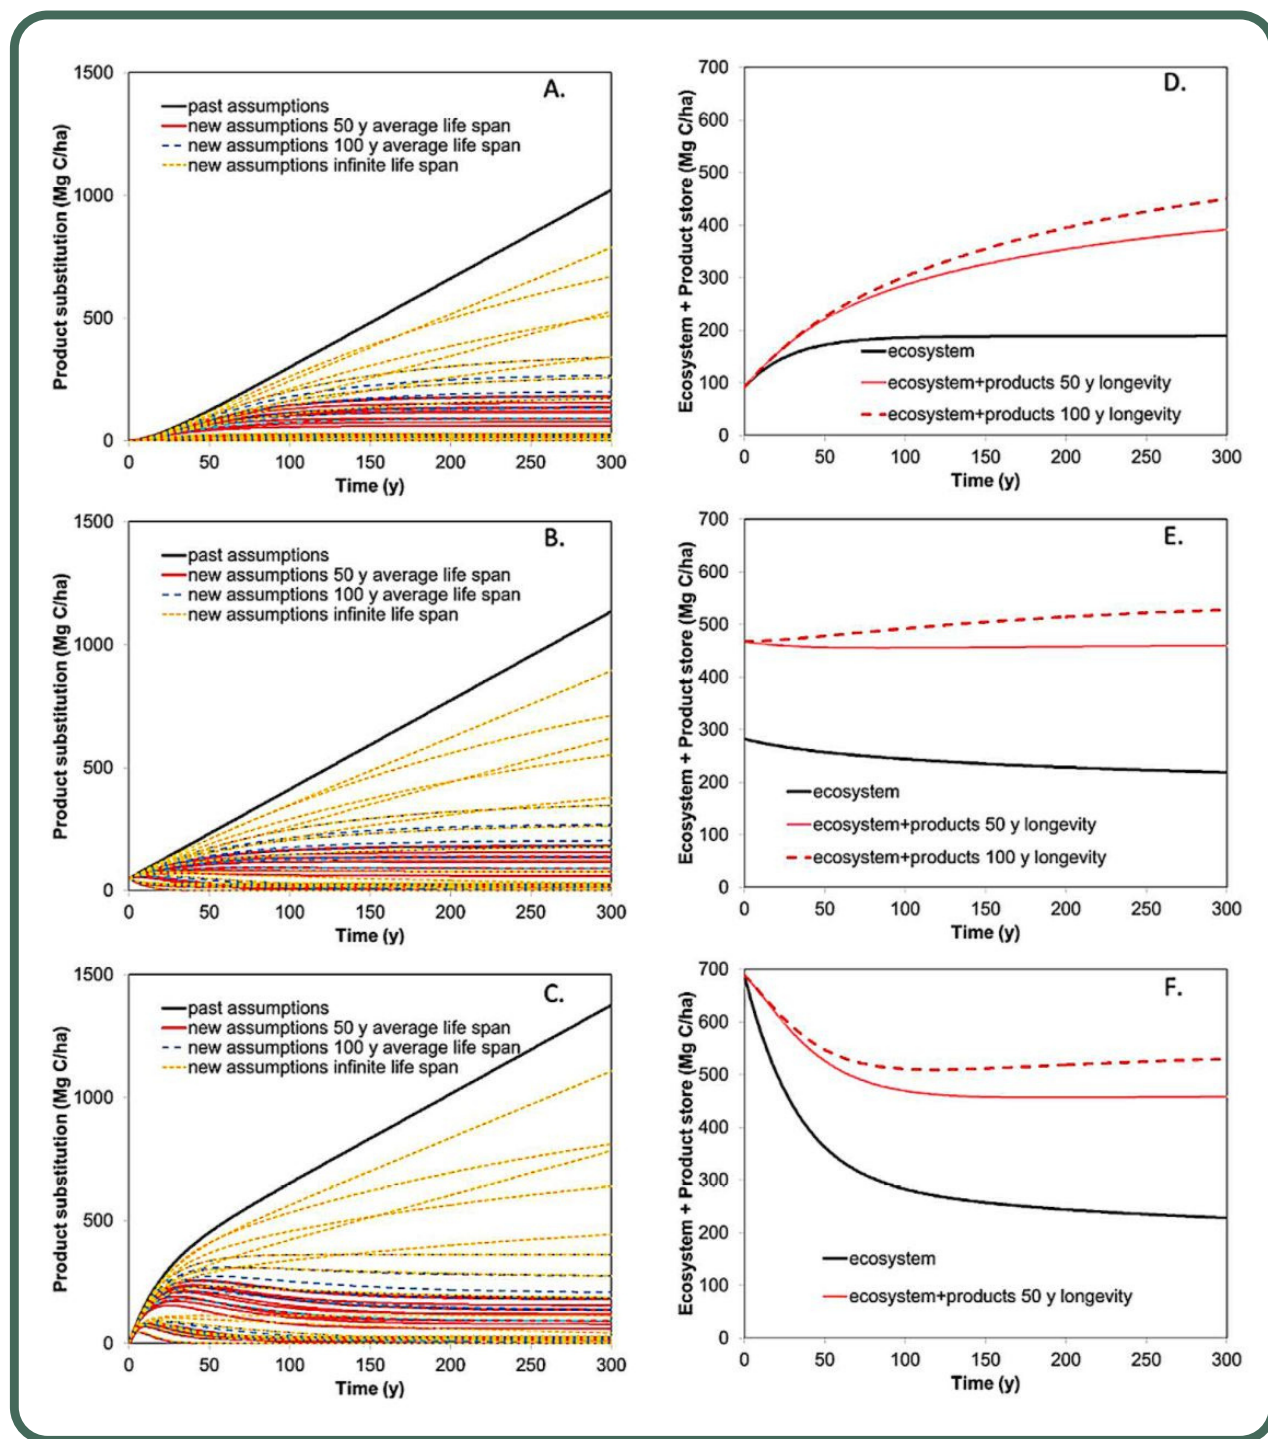 A.
past assumptions
new assumptions 50 y average life span
new assumptions 100 y average life span
new assumptions infinite life span
Product substitution (Mg C/ha)
1500
1000
500
0
0 50 100 150 200 250 300
Time (y)
D.
Ecosystem + Product store (Mg C/ha)
700
600
500
400
300
200
100
0
ecosystem
ecosystem+products 50 y longevity
ecosystem+products 100 y longevity
0 50 100 150 200 250 300
Time (y)
B.
past assumptions
new assumptions 50 y average life span
new assumptions 100 y average life span
new assumptions infinite life span
Product substitution (Mg C/ha)
1500
1000
500
0
0 50 100 150 200 250 300
Time (y)
E.
Ecosystem + Product store (Mg C/ha)
700
600
500
400
300
200
100
0
ecosystem
ecosystem+products 50 y longevity
ecosystem+products 100 y longevity
0 50 100 150 200 250 300
Time (y)
C.
past assumptions
new assumptions 50 y average life span
new assumptions 100 y average life span
new assumptions infinite life span
Product substitution (Mg C/ha)
1500
1000
500
0
0 50 100 150 200 250 300
Time (y)
F.
Ecosystem + Product store (Mg C/ha)
700
600
500
400
300
200
100
0
ecosystem
ecosystem+products 50 y longevity
0 50 100 150 200 250 300
Time (y)